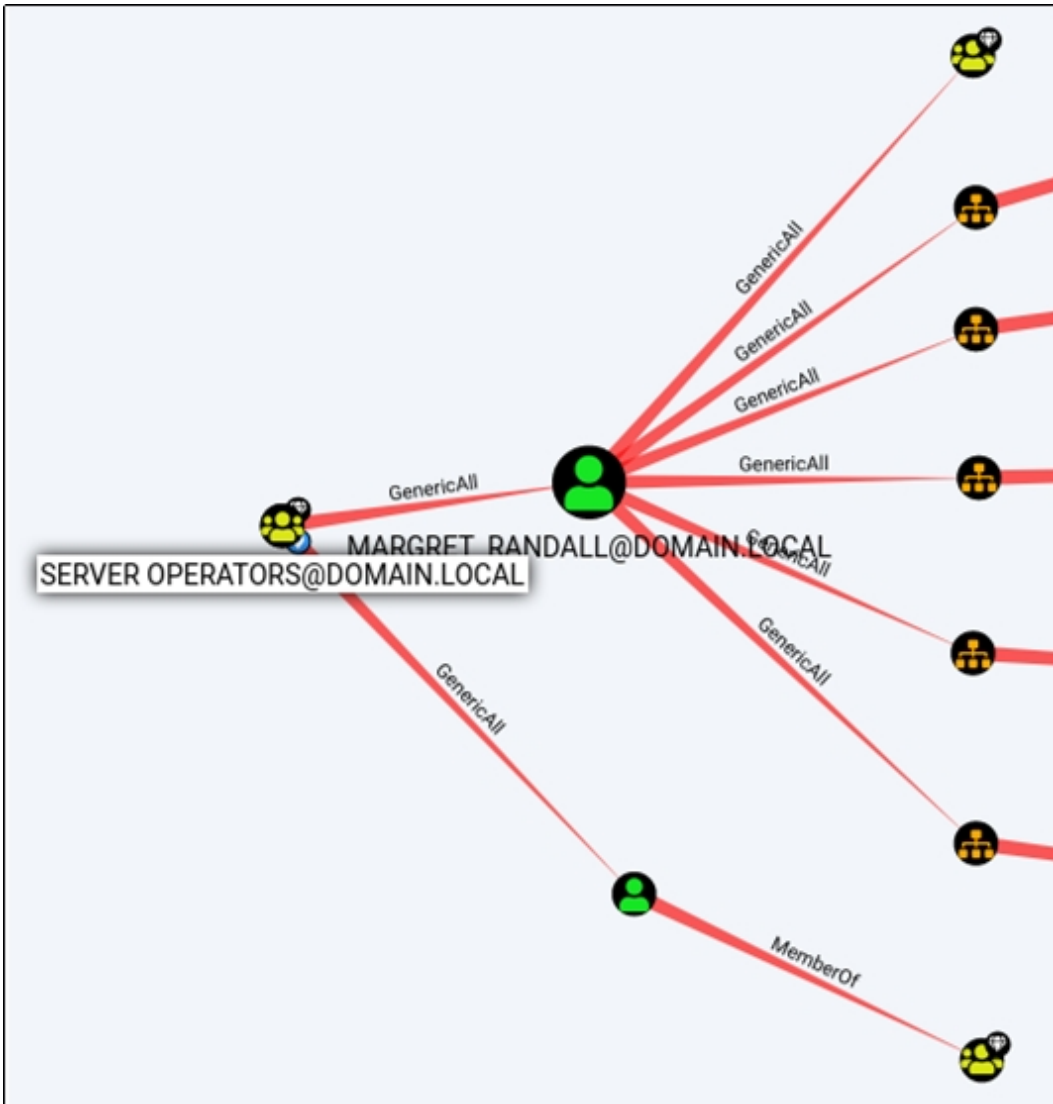 GenericAll
GenericAll
GenericAll
GenericAll
GenericAll
MARGRET_RANDALL@DOMAIN.LOCAL
GenericAll
SERVER OPERATORS@DOMAIN.LOCAL
GenericAll
GenericAll
MemberOf